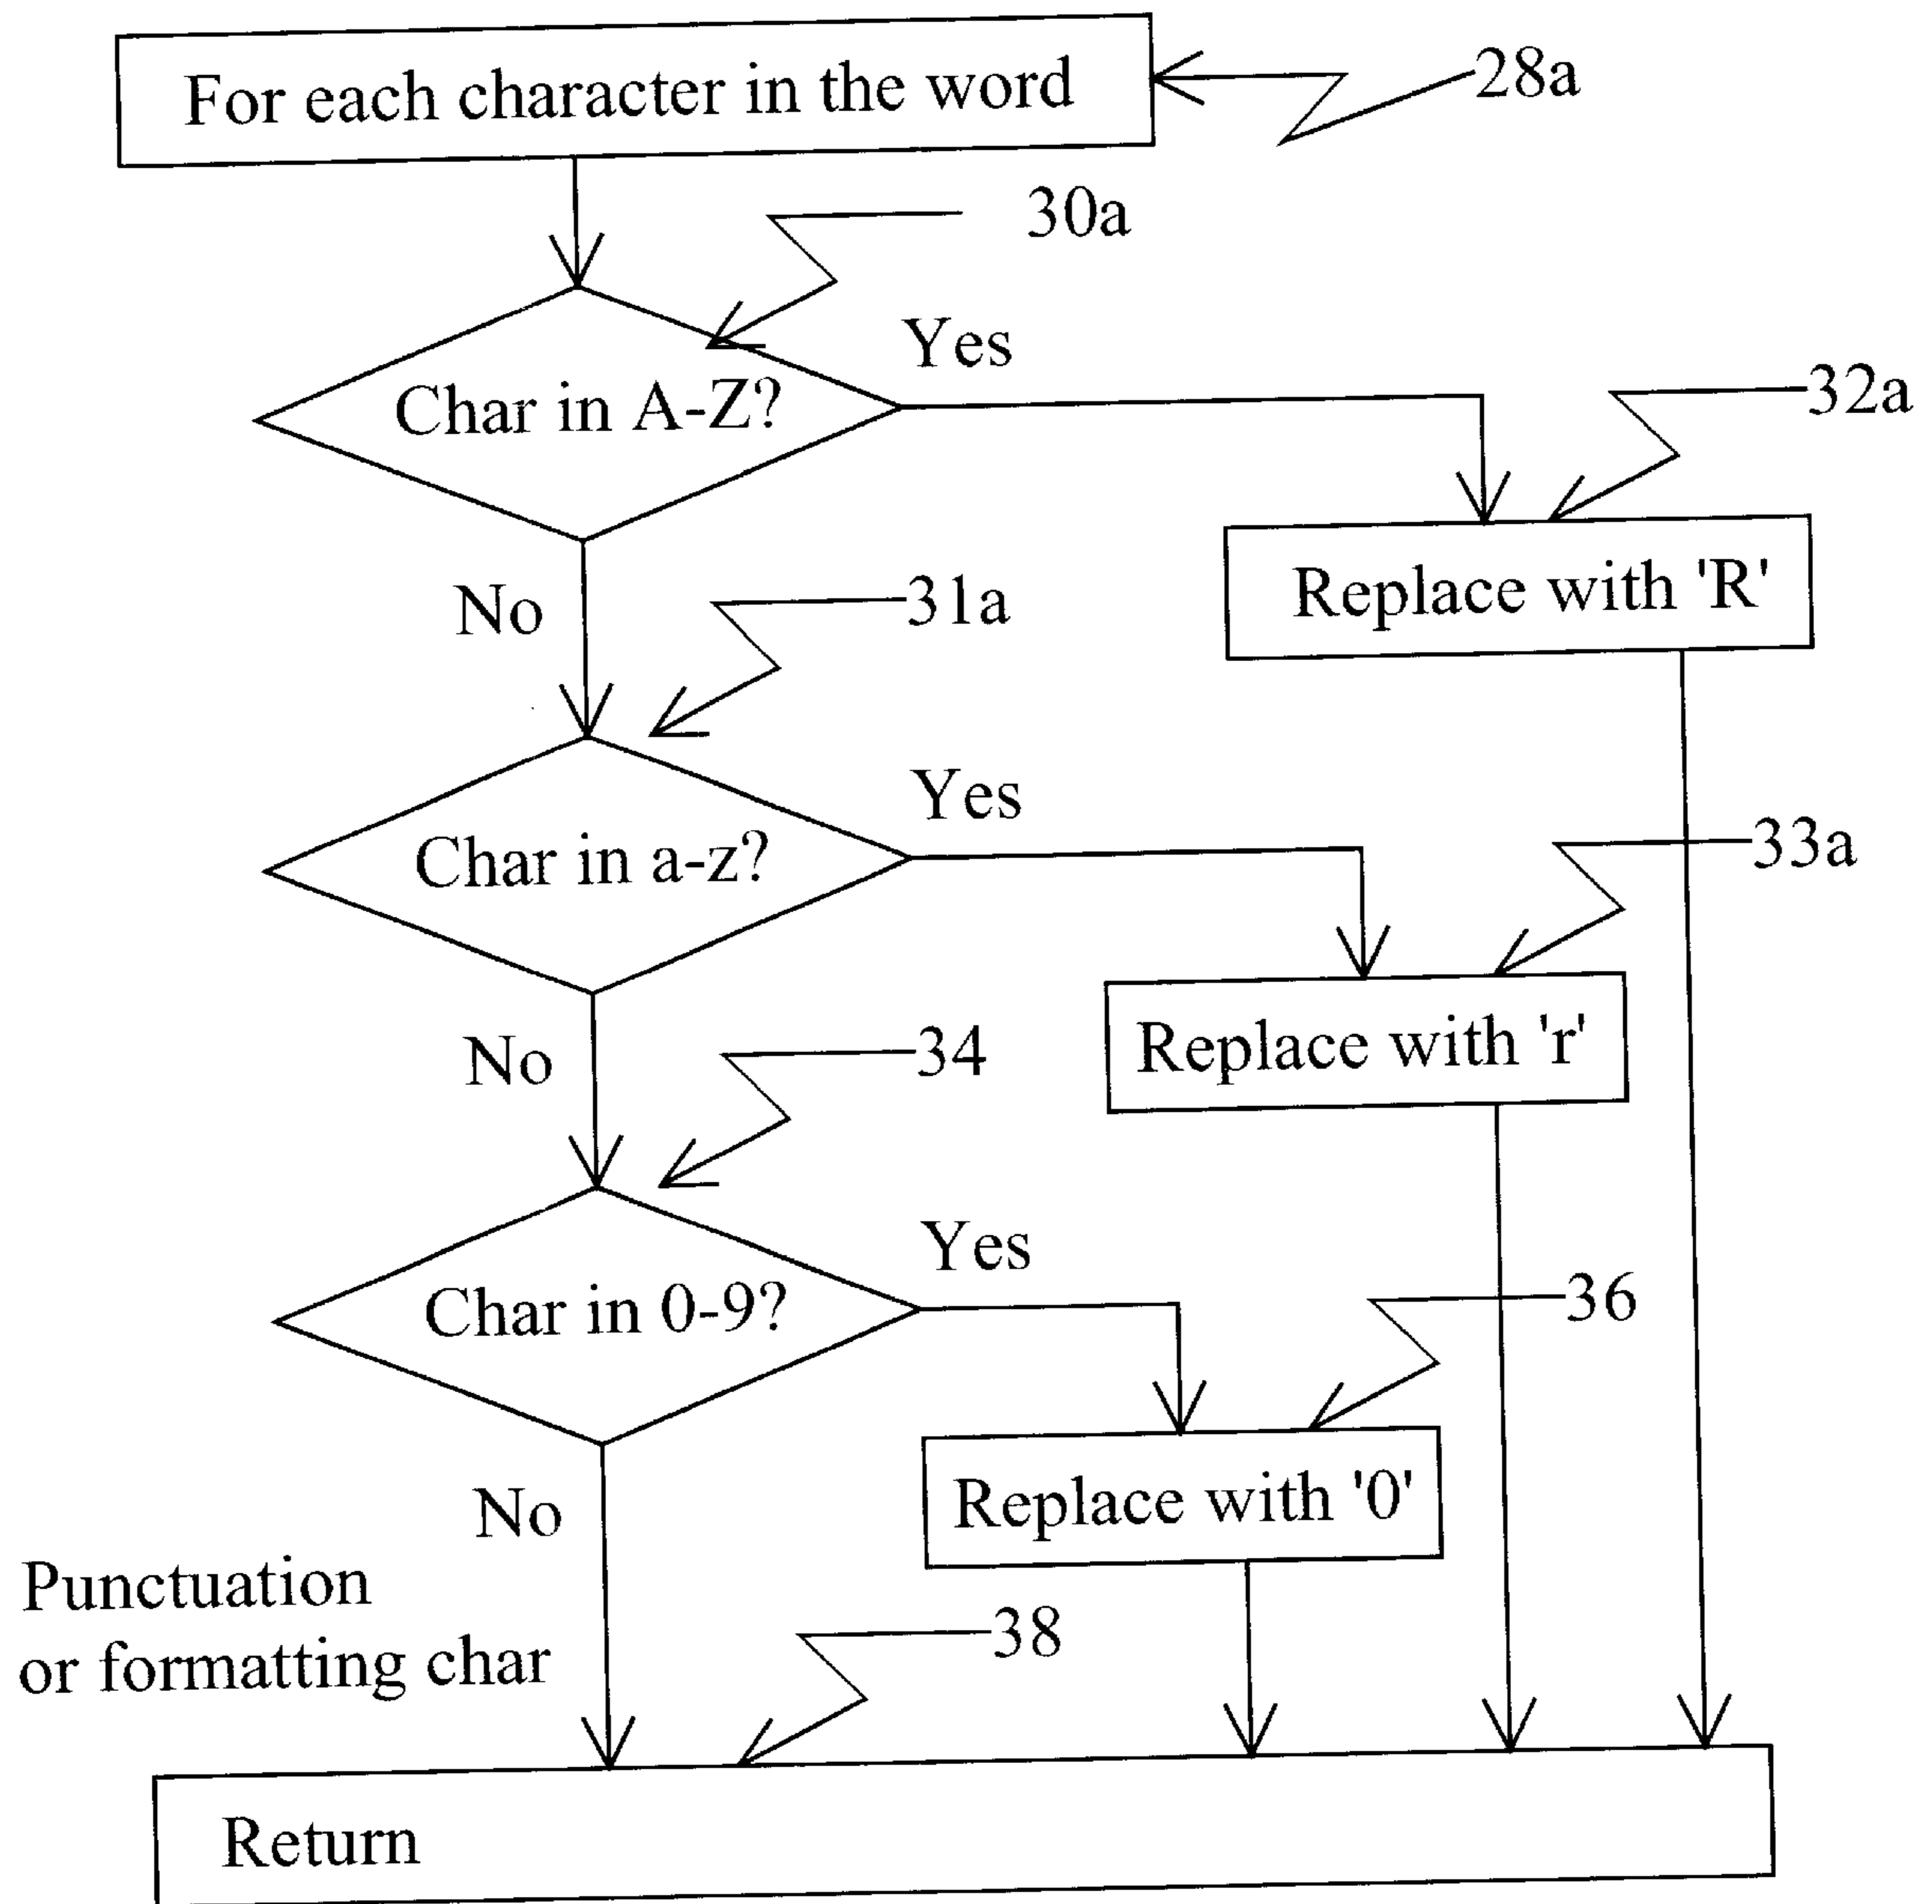 For each character in the word
28a
30a
Yes
Char in A-Z?
32a
Replace with 'R'
No
31a
Yes
Char in a-z?
33a
Replace with 'r'
No
34
Yes
Char in 0-9?
36
Replace with '0'
No
Punctuation
or formatting char
38
Return